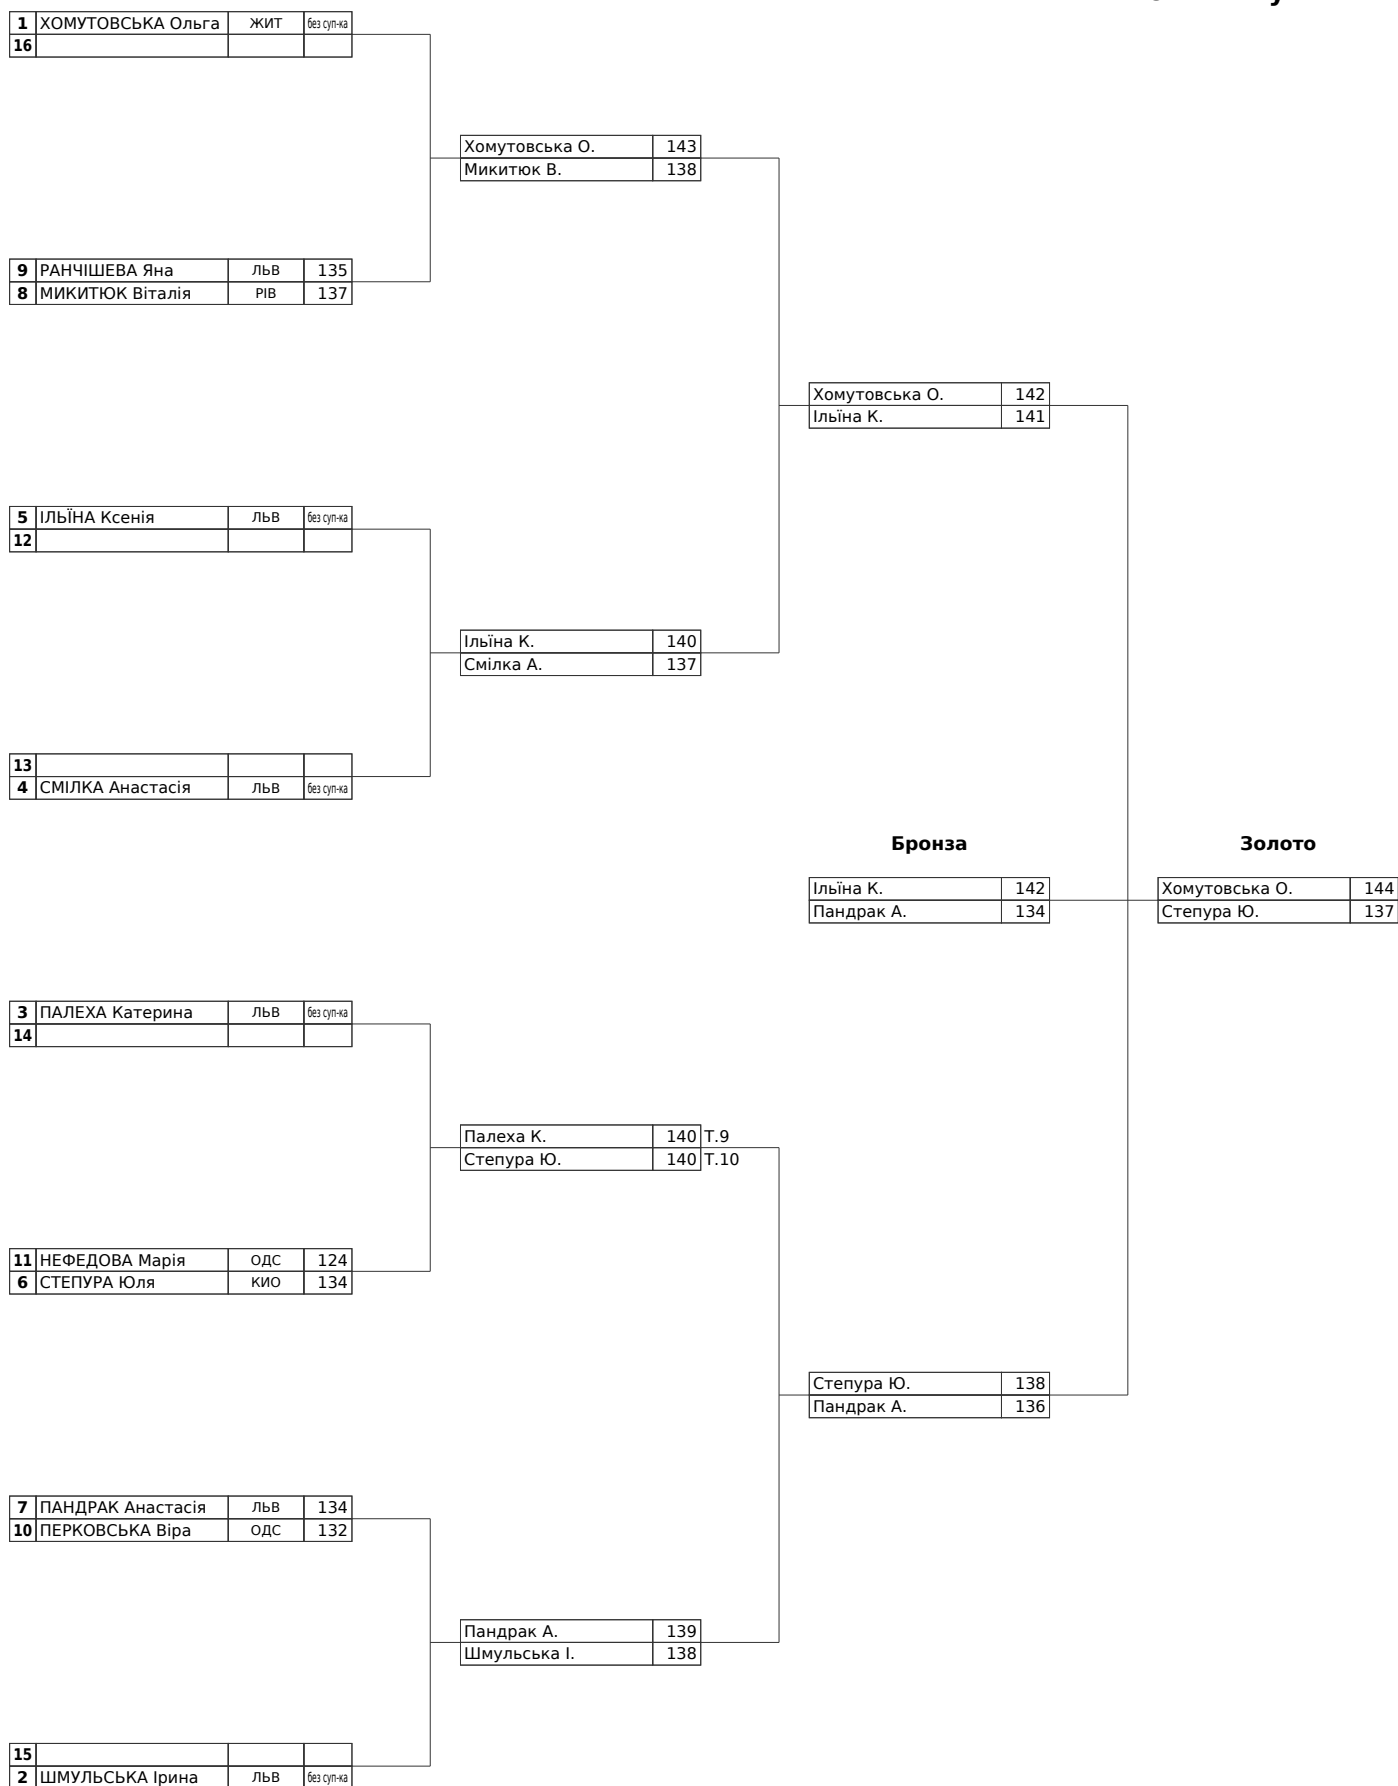 1 ХОМУТОВСЬКА Ольга ЖИТ без суп-ка
16
Хомутовська О. 143
Микитюк В. 138
9 РАНЧІШЕВА Яна ЛЬВ 135
8 МИКИТЮК Віталія РІВ 137
Хомутовська О. 142
Ільїна К. 141
5 ІЛЬЇНА Ксенія ЛЬВ без суп-ка
12
Ільїна К. 140
Смілка А. 137
13
4 СМІЛКА Анастасія ЛЬВ без суп-ка
Бронза Золото
Ільїна К. 142 Хомутовська О. 144
Пандрак А. 134 Степура Ю. 137
3 ПАЛЕХА Катерина ЛЬВ без суп-ка
14
Палеха К. 140 Т.9
Степура Ю. 140 Т.10
11 НЕФЕДОВА Марія ОДС 124
6 СТЕПУРА Юля КИО 134
Степура Ю. 138
Пандрак А. 136
7 ПАНДРАК Анастасія ЛЬВ 134
10 ПЕРКОВСЬКА Віра ОДС 132
Пандрак А. 139
Шмульська І. 138
15
2 ШМУЛЬСЬКА Ірина ЛЬВ без суп-ка